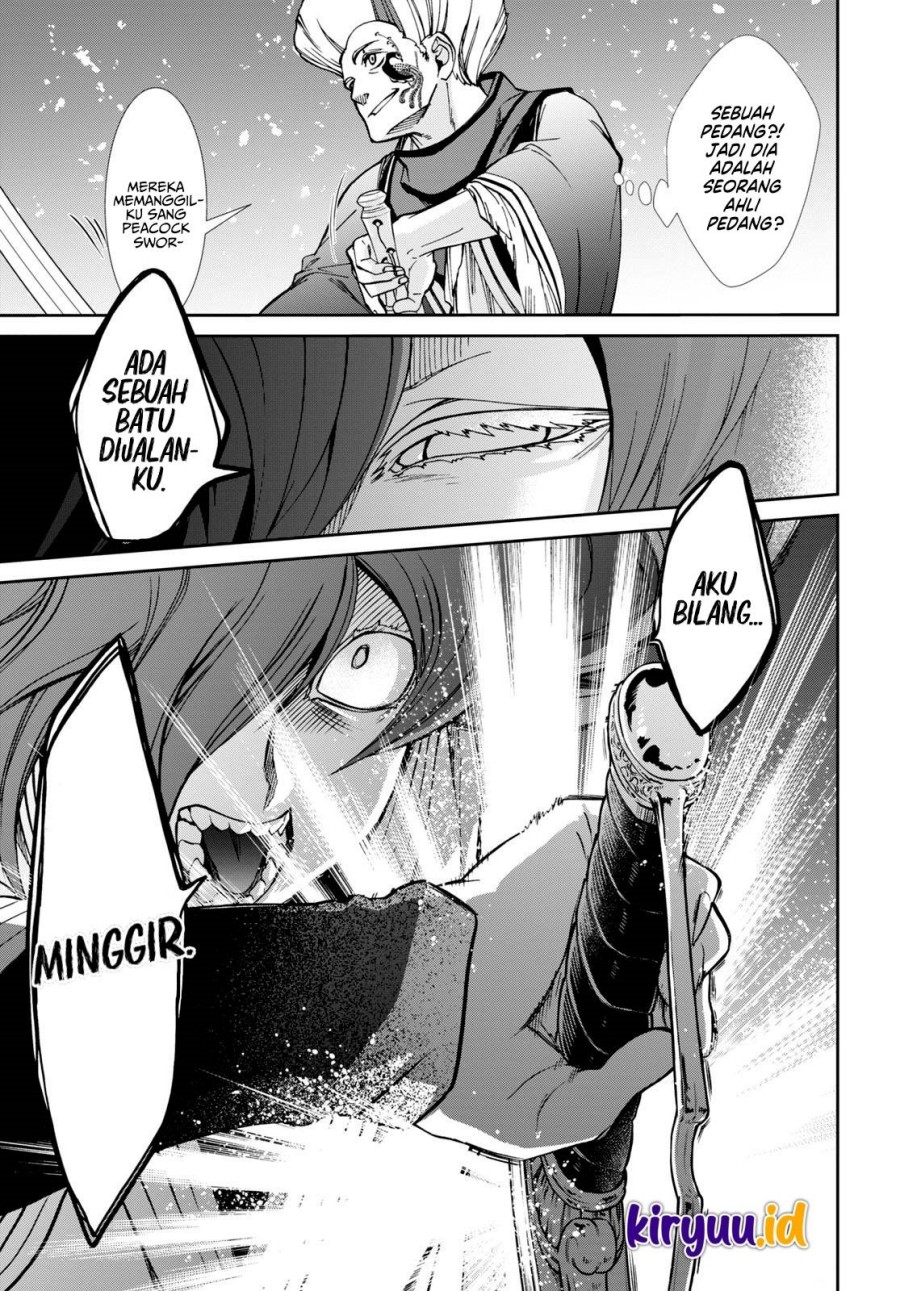 SEBUAH
PEDANG?!
JADI DIA
ADALAH
SEORANG
AHLI
PEDANG?
MEREKA
MEMANGGIL-
KU SANG
PEACOCK
SWOR-
ADA
SEBUAH
BATU
DIJALAN-
KU.
AKU
BILANG...
MINGGIR.
kiryuu.id